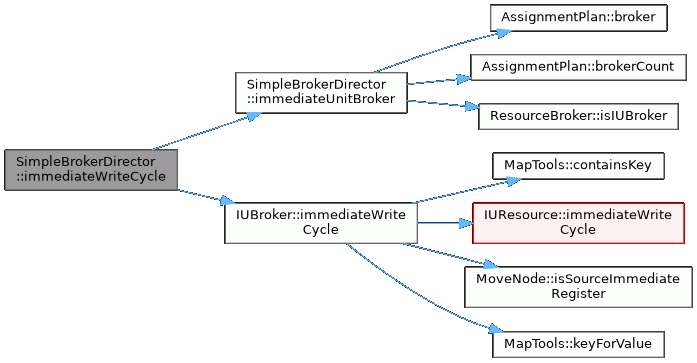 SimpleBrokerDirector
::immediateWriteCycle
SimpleBrokerDirector
::immediateUnitBroker
AssignmentPlan::broker
AssignmentPlan::brokerCount
ResourceBroker::isIUBroker
IUBroker::immediateWrite
Cycle
MapTools::containsKey
IUResource::immediateWrite
Cycle
MoveNode::isSourceImmediate
Register
MapTools::keyForValue